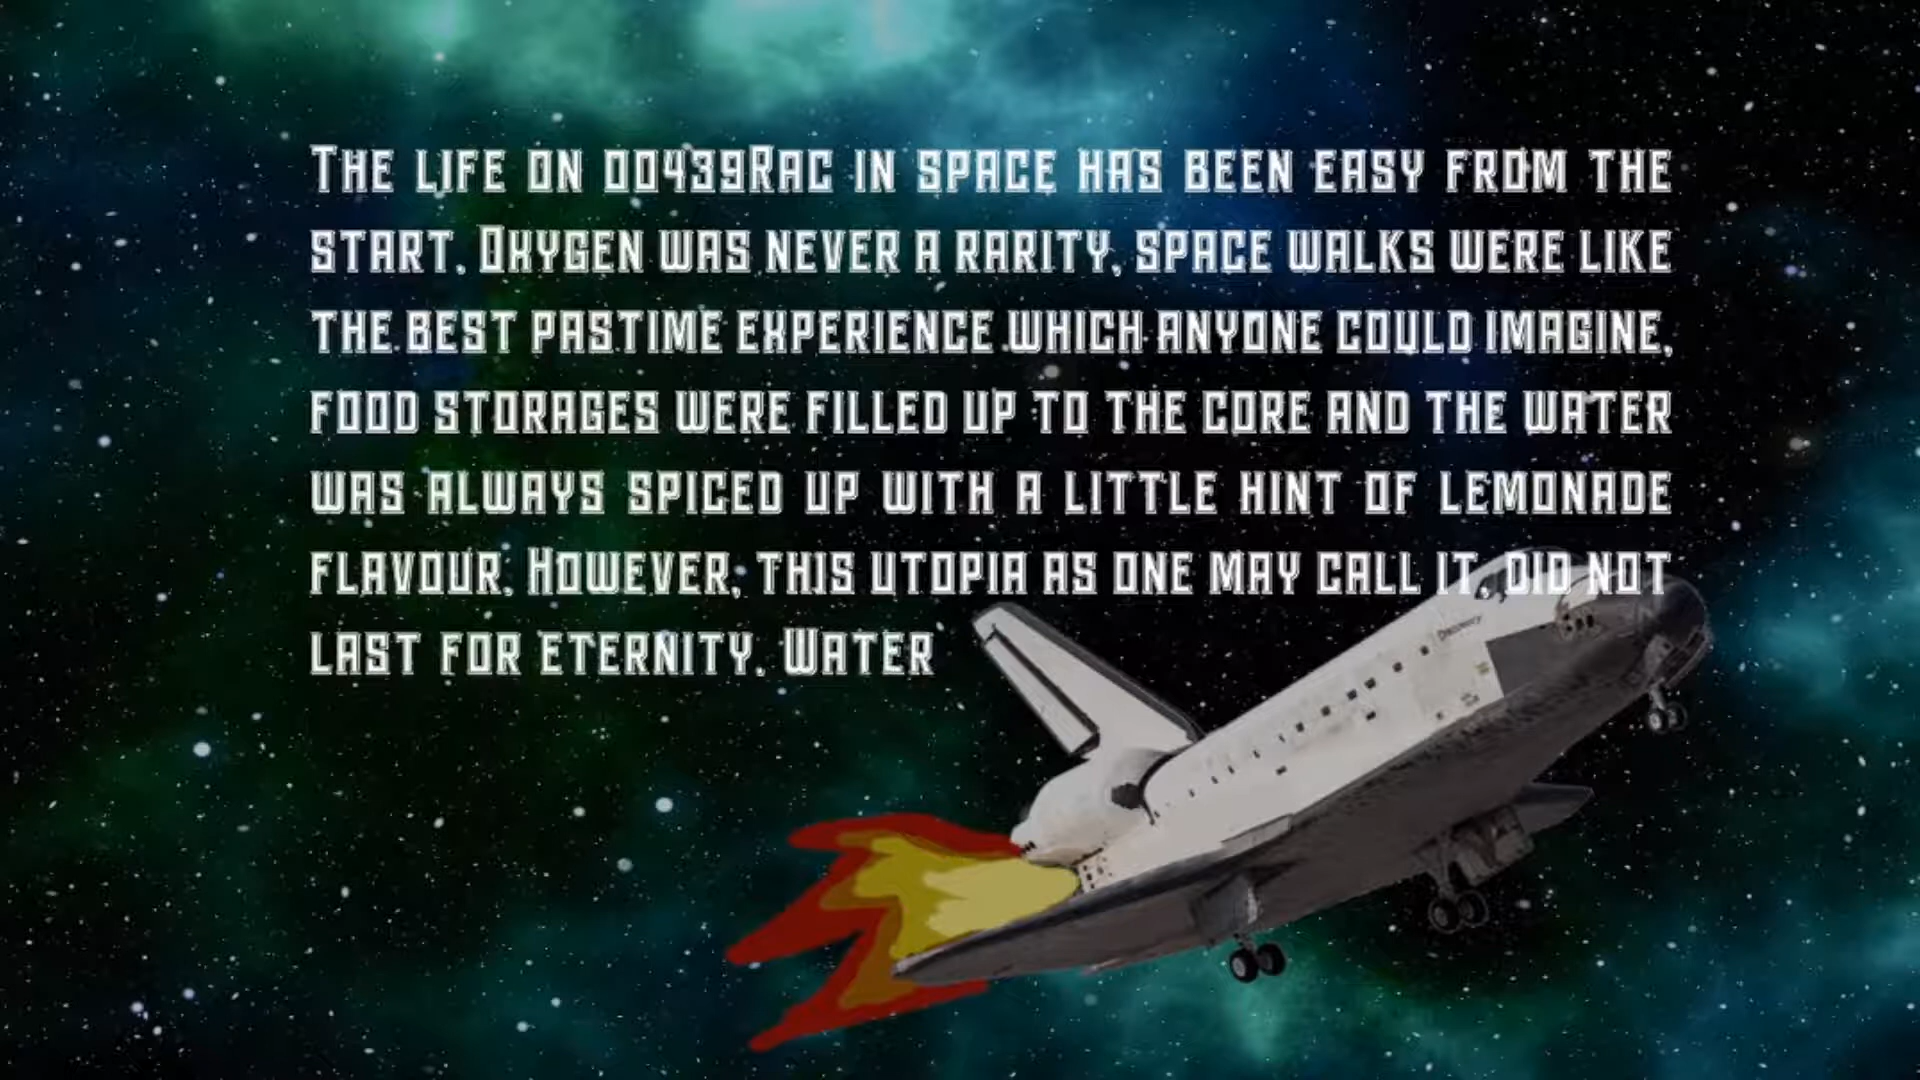 The life on oo439Rac in space has been easy from the
start. Oxygen was never a rarity, space walks were like
the best pastime experience which anyone could imagine,
food storages were filled up to the core and the water
was always spiced up with a little hint of lemonade
flavour. However, this utopia as one may call it, did not
last for eternity. Water
Discovery